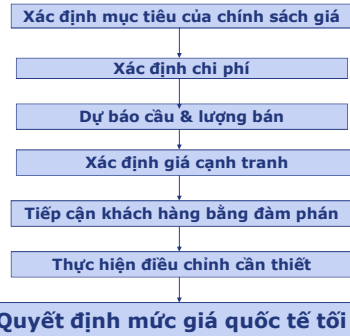 Xác định mục tiêu của chính sách giá
Xác định chi phí
Dự báo cầu & lượng bán
Xác định giá cạnh tranh
Tiếp cận khách hàng bằng đàm phán
Thực hiện điều chỉnh cần thiết
Quyết định mức giá quốc tế tối